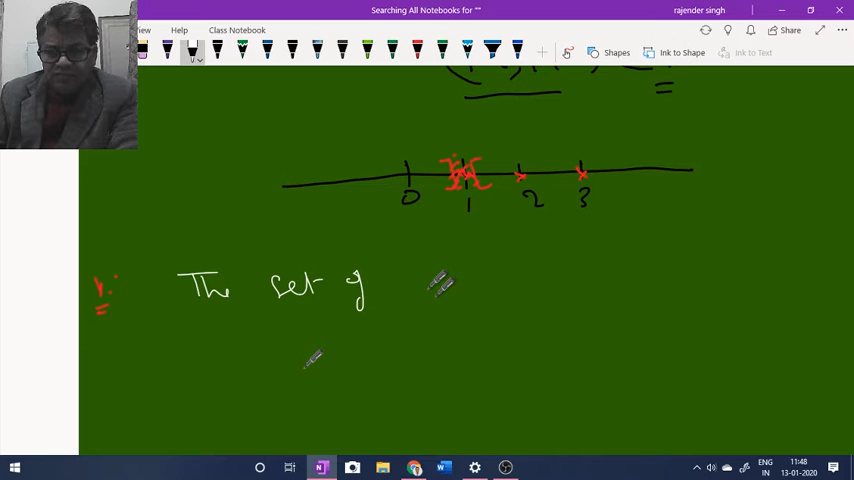 Searching All Notebooks for ""
rajender singh
View Help Class Notebook
Shapes Ink to Shape Ink to Text Share
0 1 2 3
The set of
ENG
IN
11:48
13-01-2020